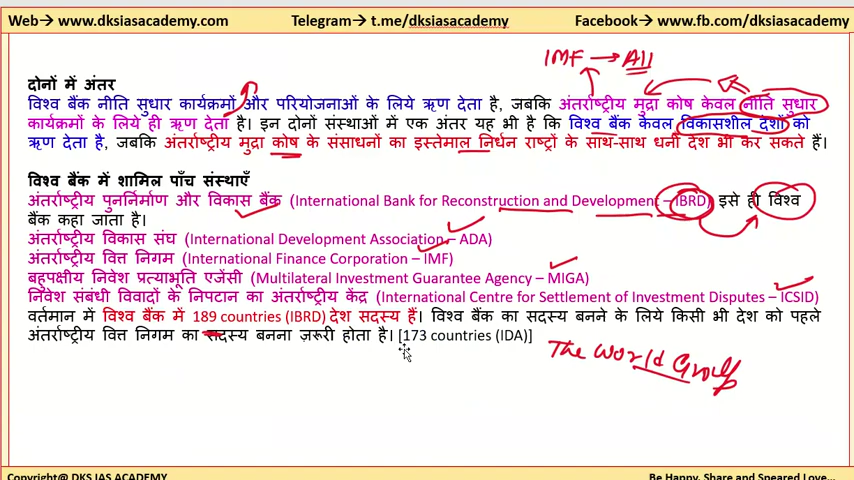 Web→ www.dksiasacademy.com Telegram→ t.me/dksiasacademy Facebook→ www.fb.com/dksiasacademy
IMF → All
दोनों में अंतर
विश्व बैंक नीति सुधार कार्यक्रमों और परियोजनाओं के लिये ऋण देता है, जबकि अंतर्राष्ट्रीय मुद्रा कोष केवल नीति सुधार
कार्यक्रमों के लिये ही ऋण देता है। इन दोनों संस्थाओं में एक अंतर यह भी है कि विश्व बैंक केवल विकासशील देशों को
ऋण देता है, जबकि अंतर्राष्ट्रीय मुद्रा कोष के संसाधनों का इस्तेमाल निर्धन राष्ट्रों के साथ-साथ धनी देश भी कर सकते हैं।
विश्व बैंक में शामिल पाँच संस्थाएँ
अंतर्राष्ट्रीय पुनर्निर्माण और विकास बैंक (International Bank for Reconstruction and Development – IBRD) इसे ही विश्व
बैंक कहा जाता है।
अंतर्राष्ट्रीय विकास संघ (International Development Association – ADA)
अंतर्राष्ट्रीय वित्त निगम (International Finance Corporation – IMF)
बहुपक्षीय निवेश प्रत्याभूति एजेंसी (Multilateral Investment Guarantee Agency – MIGA)
निवेश संबंधी विवादों के निपटान का अंतर्राष्ट्रीय केंद्र (International Centre for Settlement of Investment Disputes – ICSID)
वर्तमान में विश्व बैंक में 189 countries (IBRD) देश सदस्य हैं। विश्व बैंक का सदस्य बनने के लिये किसी भी देश को पहले
अंतर्राष्ट्रीय वित्त निगम का सदस्य बनना ज़रूरी होता है। [173 countries (IDA)]
The World Group
Copyright@ DKS IAS ACADEMY Be Happy, Share and Speared Love...